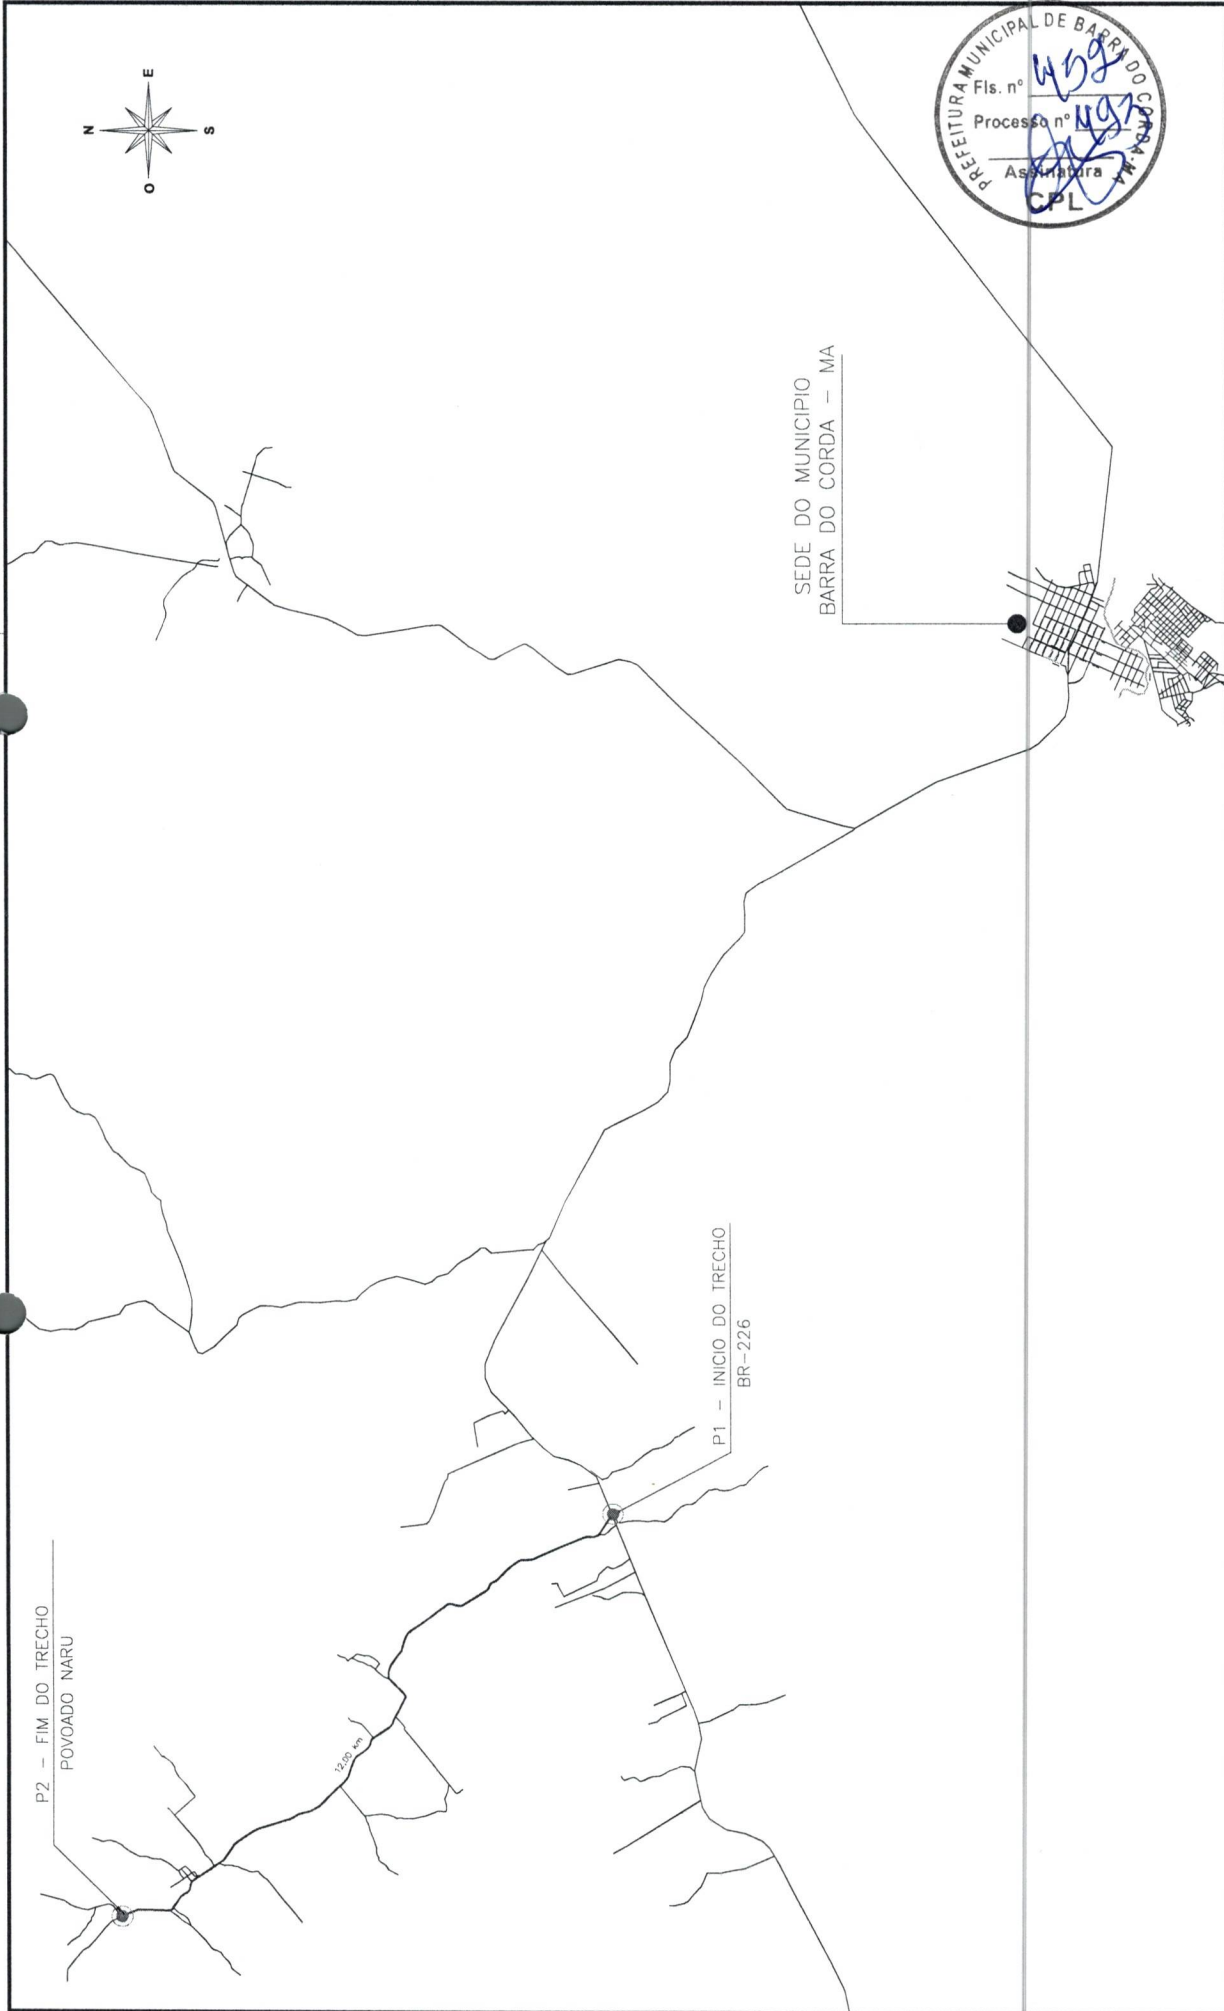 N
E
S
O
PREFEITURA MUNICIPAL DE BARRA DO CORDA-MA
Fls. nº 459
Processo nº
Assinatura
CPL
SEDE DO MUNICIPIO
BARRA DO CORDA - MA
P1 - INICIO DO TRECHO
BR-226
P2 - FIM DO TRECHO
POVOADO NARU
12.00 km